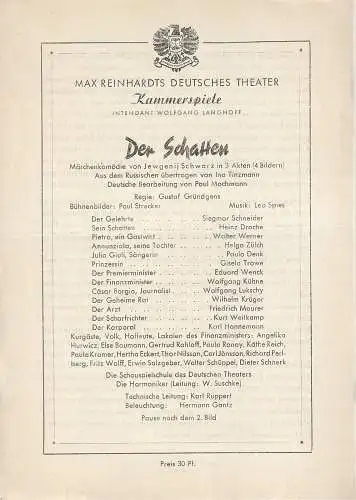 MAX REINHARDTS DEUTSCHES THEATER
Kammerspiele
INTENDANT WOLFGANG LANGHOFF
Der Schatten
Märchenkomödie von Jewgenij Schwarz in 3 Akten (4 Bildern)
Aus dem Russischen übertragen von Ina Tinzmann
Deutsche Bearbeitung von Paul Mochmann
Regie: Gustaf Gründgens
Bühnenbilder: Paul Strecker Musik: Leo Spies
Der Gelehrte . . . . . Siegmar Schneider
Sein Schatten . . . . . Heinz Drache
Pietro, ein Gastwirt . . . . . Walter Werner
Annunziata, seine Tochter . . . . . Helga Zülch
Julia Giuli, Sängerin . . . . . Paula Denk
Prinzessin . . . . . Gisela Trowe
Der Premierminister . . . . . Eduard Wenck
Der Finanzminister . . . . . Wolfgang Kühne
Cäsar Borgia, Journalist . . . . . Wolfgang Lukschy
Der Geheime Rat . . . . . Wilhelm Krüger
Der Arzt . . . . . Friedrich Maurer
Der Scharfrichter . . . . . Kurt Weitkamp
Der Korporal . . . . . Karl Hannemann
Kurgäste, Volk, Hofleute, Lakaien des Finanzministers: Angelika
Hurwicz, Else Baumann, Gertrud Rohloff, Paula Roney, Käthe Reich,
Paula Kramer, Hertha Eckert, Thor Nilsson, Carl Jönsson, Richard Perl-
berg, Fritz Wolff, Erwin Salzgeber, Walter Schüppel, Dieter Schnerk
Die Schauspielschule des Deutschen Theaters
Die Harmoniker (Leitung: W. Suschke)
Technische Leitung: Karl Ruppert
Beleuchtung: Hermann Gantz
Pause nach dem 2. Bild
Preis 30 Pf.